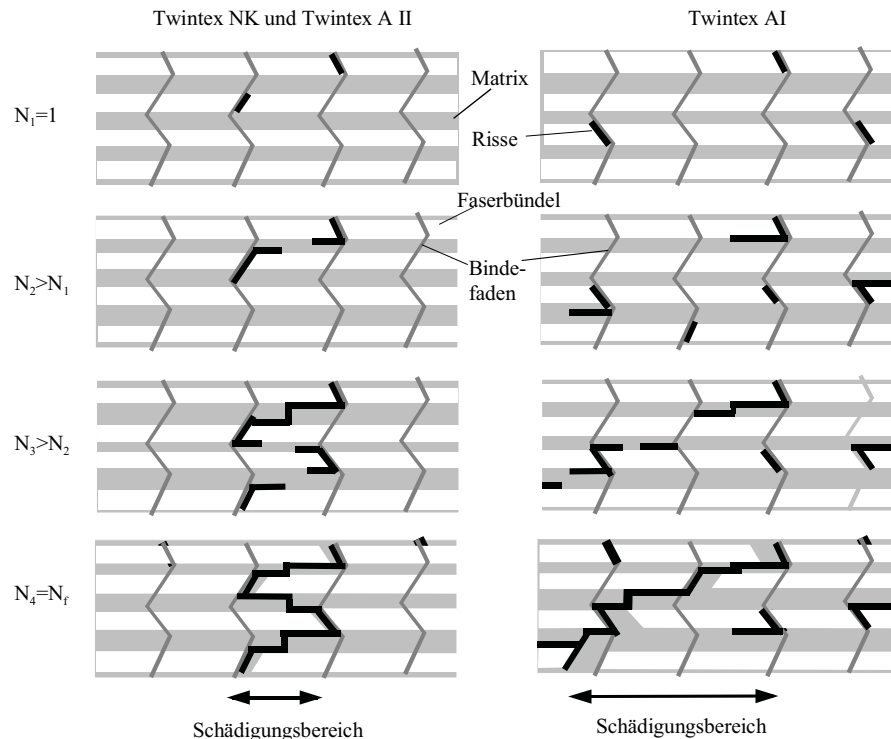 Twintex NK und Twintex A II
Twintex AI
Matrix
N₁=1
Risse
Faserbündel
N₂>N₁
Binde-
faden
N₃>N₂
N₄=N_f
Schädigungsbereich
Schädigungsbereich